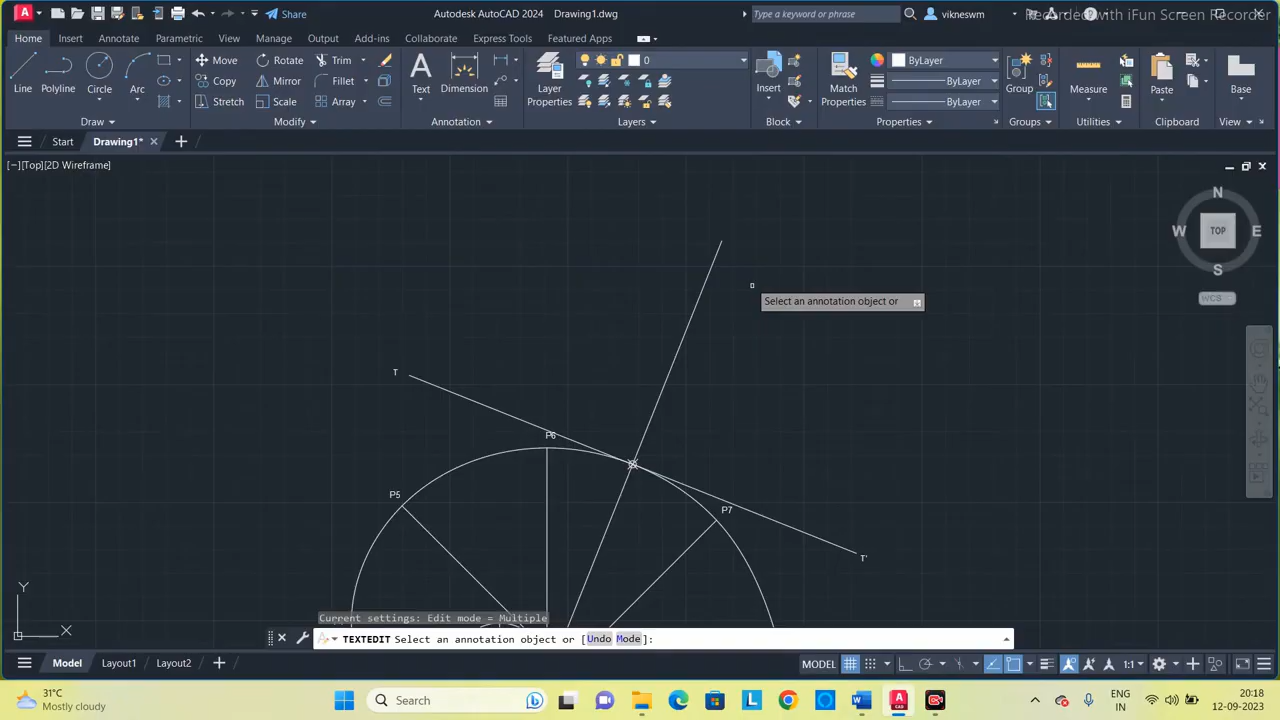 Share
Autodesk AutoCAD 2024 Drawing1.dwg
Type a keyword or phrase
vikneswm
Recorded with iFun Screen Recorder
Home Insert Annotate Parametric View Manage Output Add-ins Collaborate Express Tools Featured Apps
Line Polyline Circle Arc
Move Rotate Trim
Copy Mirror Fillet
Stretch Scale Array
Text Dimension
Layer Properties
0
Insert
Match Properties
ByLayer
ByLayer
ByLayer
Group
Measure
Paste
Base
Draw Modify Annotation Layers Block Properties Groups Utilities Clipboard View
Start Drawing1*
[−][Top][2D Wireframe]
N
W TOP E
S
WCS
Select an annotation object or
T
P6
P5
P7
T'
Y
X
Current settings: Edit mode = Multiple
TEXTEDIT Select an annotation object or [Undo Mode]:
Model Layout1 Layout2
MODEL
1:1
31°C
Mostly cloudy
Search
ENG
IN
20:18
12-09-2023